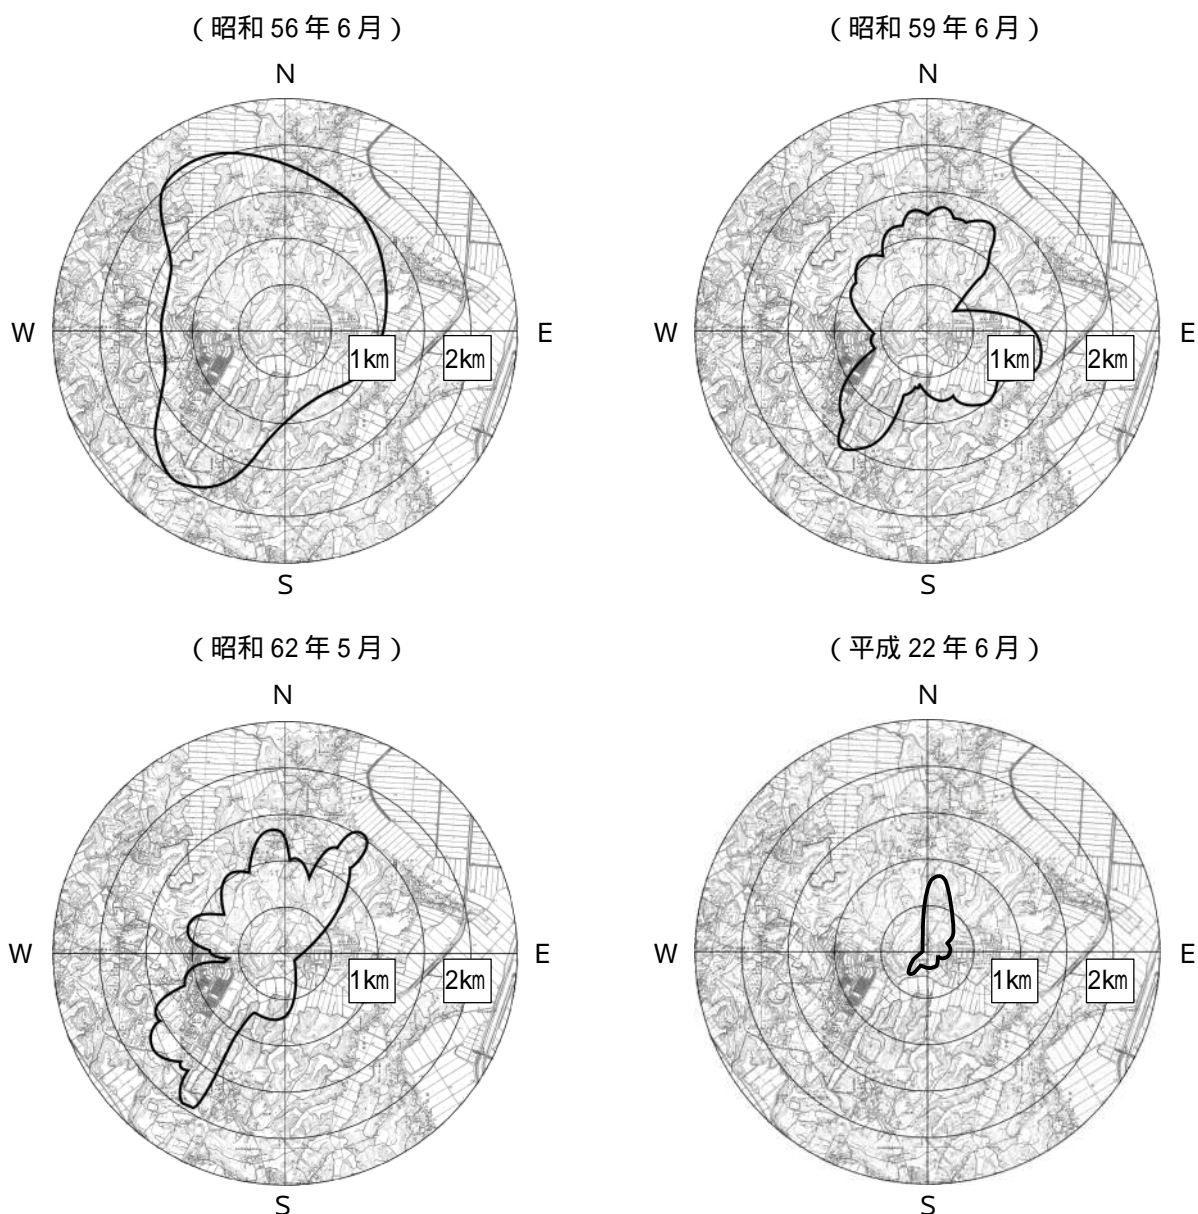 （昭和 56 年 6 月）
N
W
E
1㎞
2㎞
S
（昭和 59 年 6 月）
N
W
E
1㎞
2㎞
S
（昭和 62 年 5 月）
N
W
E
1㎞
2㎞
S
（平成 22 年 6 月）
N
W
E
1㎞
2㎞
S